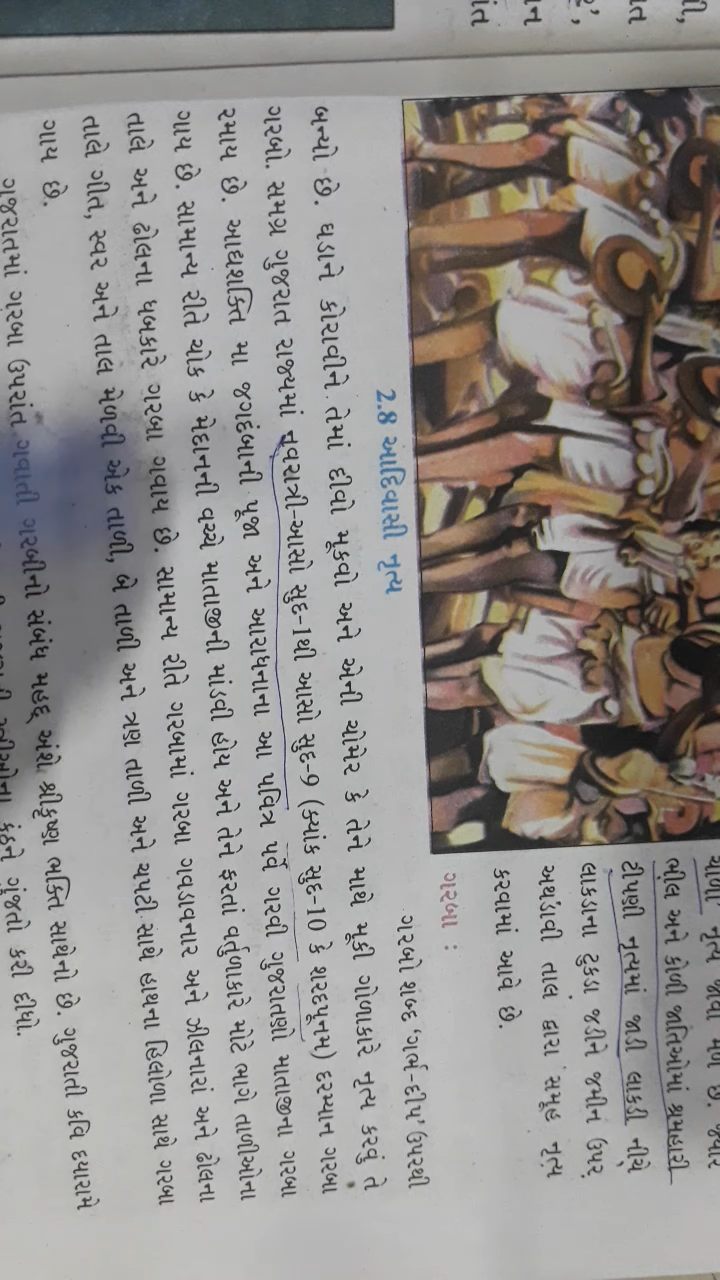 ભીલ અને કોળી જાતિઓમાં શ્રમહારી
ટીપણી નૃત્યમાં જાડી લાકડી નીચે
લાકડાના ટુકડા જડીને જમીન ઉપર
અથડાવી તાલ દ્વારા સમૂહ નૃત્ય
કરવામાં આવે છે.
2.8 આદિવાસી નૃત્ય
ગરબા :
ગરબો શબ્દ 'ગર્ભ-દીપ' ઉપરથી
બન્યો છે. ઘડાને કોરાવીને તેમાં દીવો મૂકવો અને એની ચોમેર કે તેને માથે મૂકી ગોળાકારે નૃત્ય કરવું તે
ગરબો. સમગ્ર ગુજરાત રાજ્યમાં નવરાત્રી-આસો સુદ-1થી આસો સુદ-9 (ક્યાંક સુદ-10 કે શરદપૂનમ) દરમ્યાન ગરબા
રમાય છે. આદ્યશક્તિ મા જગદંબાની પૂજા અને આરાધનાના આ પવિત્ર પર્વે ગરવી ગુજરાતણો માતાજીના ગરબા
ગાય છે. સામાન્ય રીતે ચોક કે મેદાનની વચ્ચે માતાજીની માંડવી હોય અને તેને ફરતાં વર્તુળાકારે માટે ભાગે તાળીઓના
તાલે અને ઢોલના ધબકારે ગરબા ગવાય છે. સામાન્ય રીતે ગરબામાં ગરબા ગવડાવનાર અને ઝીલનારાં અને ઢોલના
તાલે ગીત, સ્વર અને તાલ મેળવી એક તાળી, બે તાળી અને ત્રણ તાળી અને ચપટી સાથે હાથના હિલોળા સાથે ગરબા
ગાય છે.
ગુજરાતમાં ગરબા ઉપરાંત ગવાતી ગરબીનો સંબંધ મહદ્ અંશે શ્રીકૃષ્ણ ભક્તિ સાથેનો છે. ગુજરાતી કવિ દયારામે
કંઠને ગુંજતો કરી દીધો.